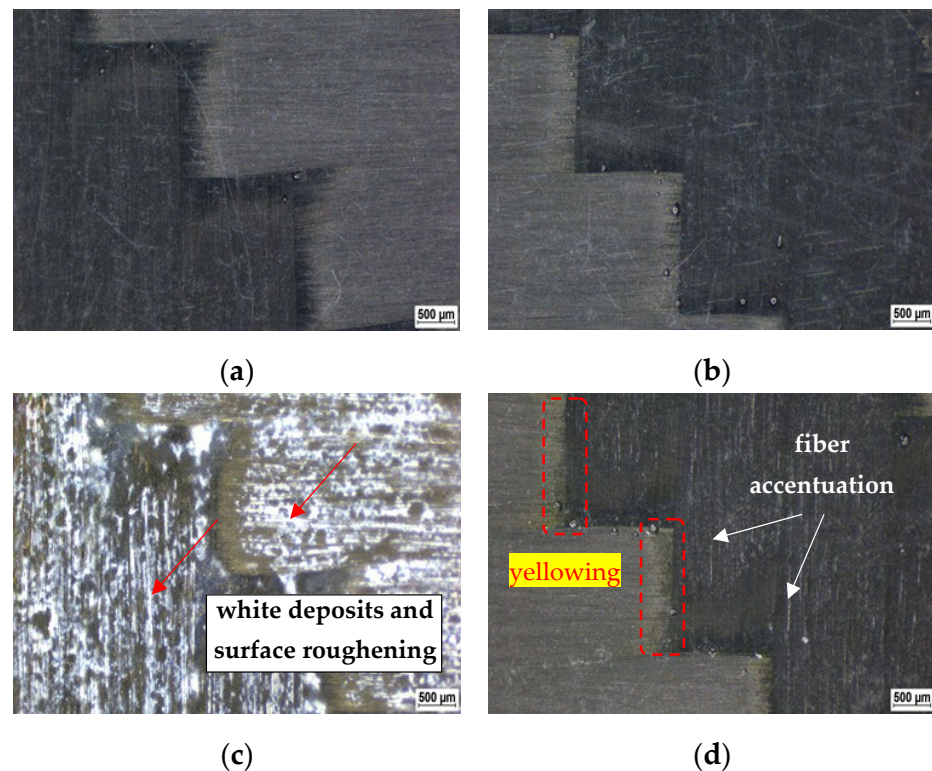 500 µm
500 µm
(a)
(b)
fiber
accentuation
yellowing
white deposits and
surface roughening
500 µm
500 µm
(c)
(d)